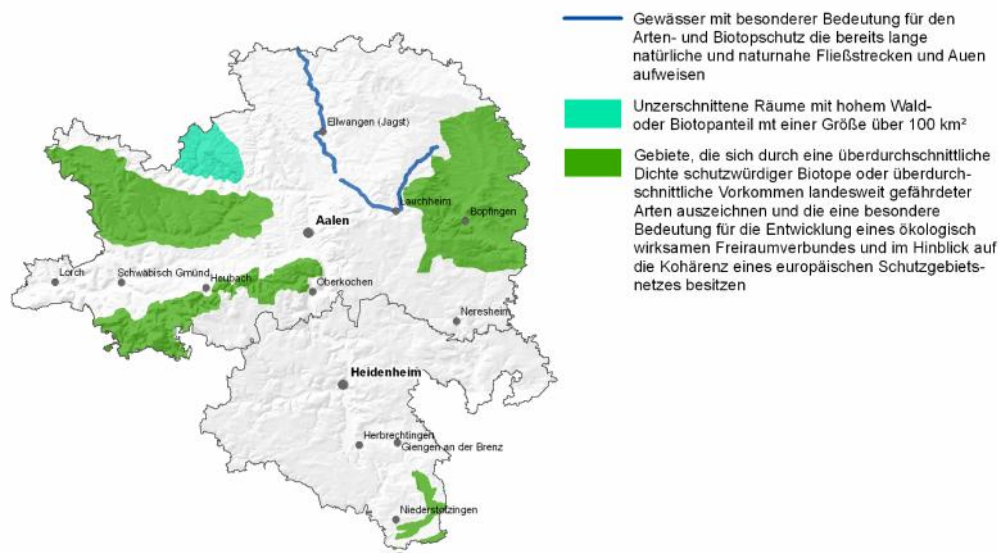 Gewässer mit besonderer Bedeutung für den
Arten- und Biotopschutz die bereits lange
natürliche und naturnahe Fließstrecken und Auen
aufweisen
Unzerschnittene Räume mit hohem Wald-
oder Biotopanteil mt einer Größe über 100 km²
Gebiete, die sich durch eine überdurchschnittliche
Dichte schutzwürdiger Biotope oder überdurch-
schnittliche Vorkommen landesweit gefährdeter
Arten auszeichnen und die eine besondere
Bedeutung für die Entwicklung eines ökologisch
wirksamen Freiraumverbundes und im Hinblick auf
die Kohärenz eines europäischen Schutzgebiets-
netzes besitzen
Ellwangen (Jagst)
Lauchheim
Bopfingen
Aalen
Lorch
Schwäbisch Gmünd
Heubach
Oberkochen
Neresheim
Heidenheim
Herbrechtingen
Giengen an der Brenz
Niederstotzingen